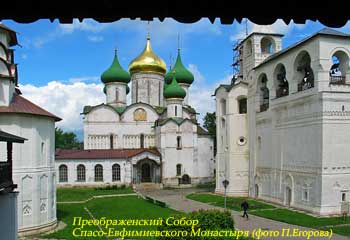 Преображенский Собор
Спасо-Евфимиевского Монастыря (фото П.Егорова)